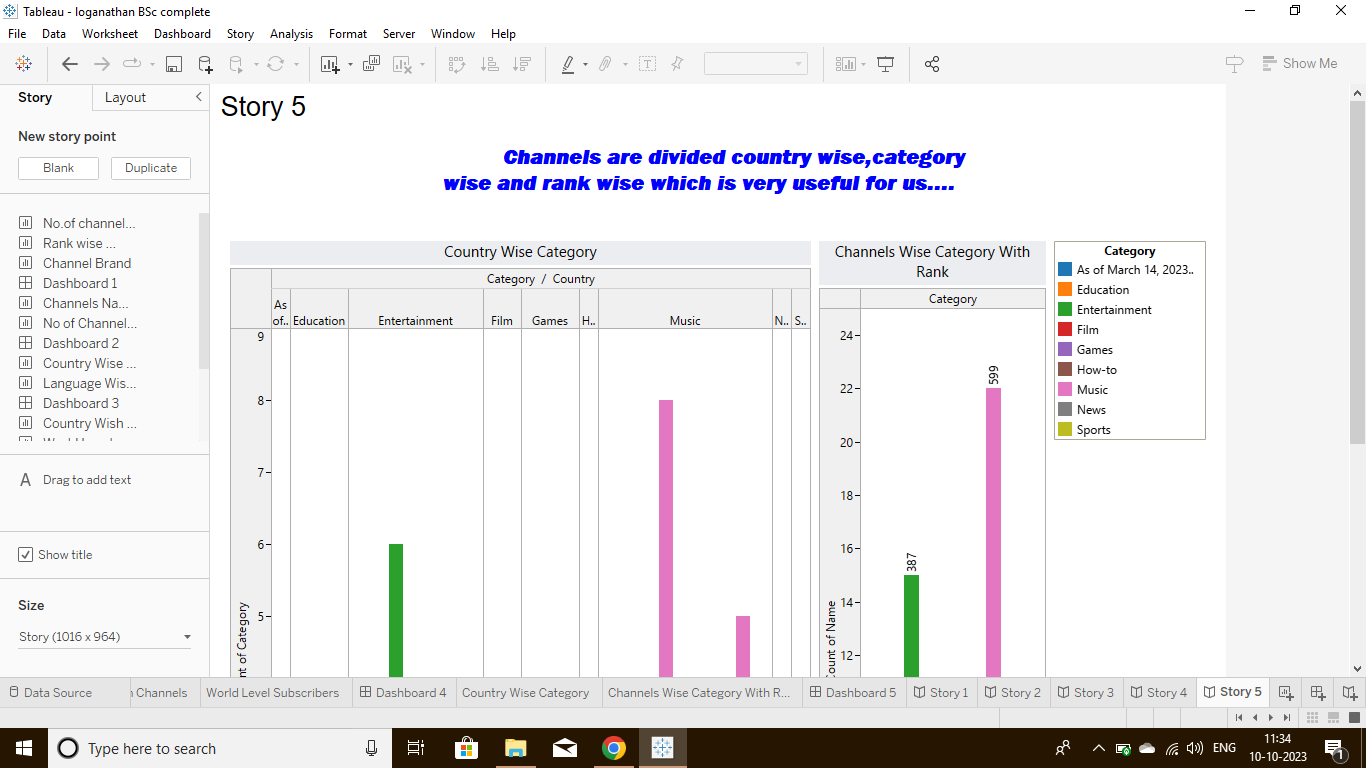 Tableau - loganathan BSc complete
File Data Worksheet Dashboard Story Analysis Format Server Window Help
Show Me
Story Layout
New story point
Blank Duplicate
No.of channel...
Rank wise ...
Channel Brand
Dashboard 1
Channels Na...
No of Channel...
Dashboard 2
Country Wise ...
Language Wis...
Dashboard 3
Country Wish ...
A Drag to add text
Show title
Size
Story (1016 x 964)
Story 5
Channels are divided country wise,category
wise and rank wise which is very useful for us....
Country Wise Category
Category / Country
As
of.. Education Entertainment Film Games H.. Music N.. S..
9
8
7
6
5
nt of Category
Channels Wise Category With
Rank
Category
24
22
20
18
16
14
12
599
387
Count of Name
Category
As of March 14, 2023..
Education
Entertainment
Film
Games
How-to
Music
News
Sports
Data Source Channels World Level Subscribers Dashboard 4 Country Wise Category Channels Wise Category With R... Dashboard 5 Story 1 Story 2 Story 3 Story 4 Story 5
Type here to search
ENG
11:34
10-10-2023
1